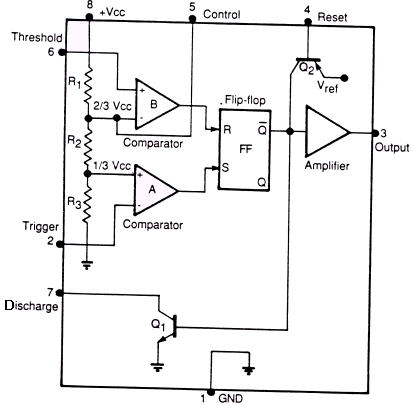 8 +Vcc
5 Control
4 Reset
Threshold
6
R1
+
B
-
2/3 Vcc
Comparator
Q2
Vref
Flip-flop
R Q̅
FF
S
Q
Amplifier
3
Output
R2
1/3 Vcc
+
A
-
Comparator
R3
Trigger
2
7
Discharge
Q1
1 GND